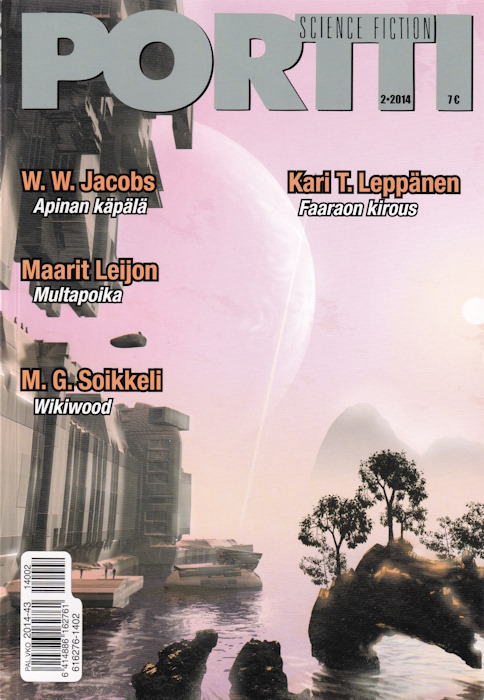 PORTTI
SCIENCE FICTION
2•2014
7 €
W. W. Jacobs
Apinan käpälä
Kari T. Leppänen
Faaraon kirous
Maarit Leijon
Multapoika
M. G. Soikkeli
Wikiwood
PAL.VKO 2014-43
14002
6 414886 162761
616276-1402